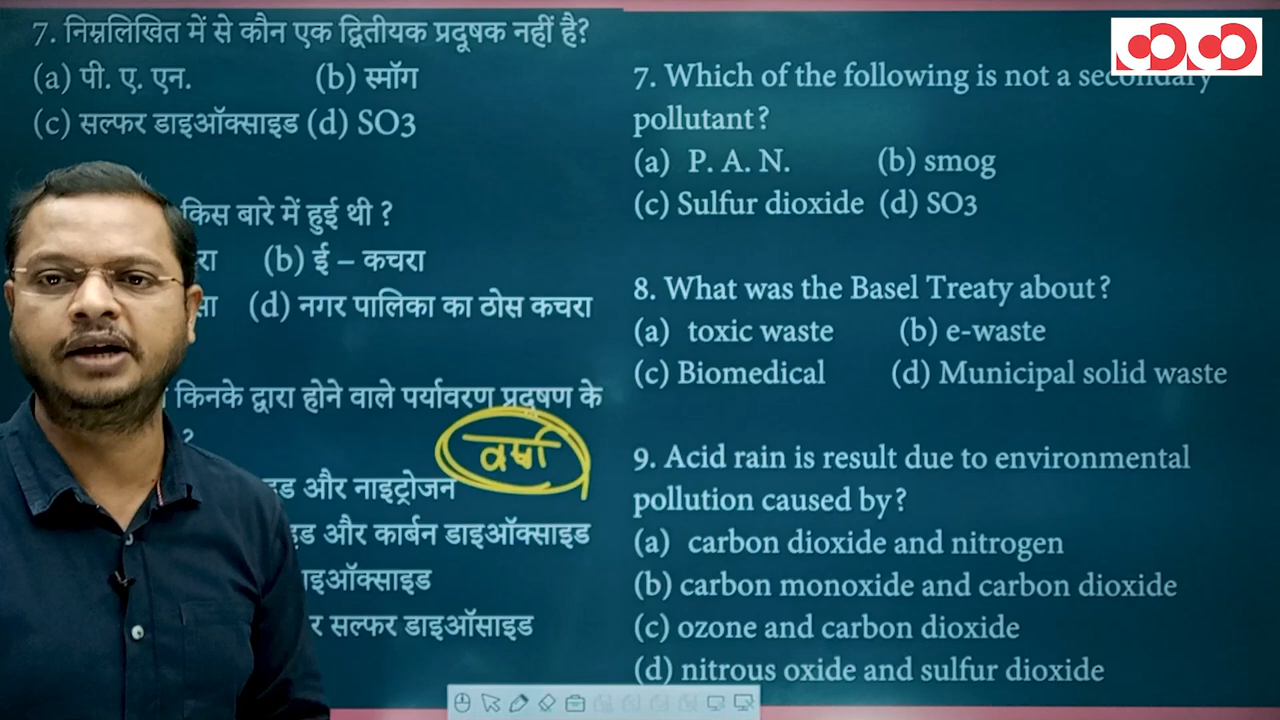 7. निम्नलिखित में से कौन एक द्वितीयक प्रदूषक नहीं है?
(a) पी. ए. एन. (b) स्मॉग
(c) सल्फर डाइऑक्साइड (d) SO3
किस बारे में हुई थी ?
(b) ई – कचरा
(d) नगर पालिका का ठोस कचरा
किनके द्वारा होने वाले पर्यावरण प्रदूषण के
?
वर्षा
और नाइट्रोजन
और कार्बन डाइऑक्साइड
सल्फर डाइऑसाइड
7. Which of the following is not a secondary
pollutant?
(a) P. A. N. (b) smog
(c) Sulfur dioxide (d) SO3
8. What was the Basel Treaty about?
(a) toxic waste (b) e-waste
(c) Biomedical (d) Municipal solid waste
9. Acid rain is result due to environmental
pollution caused by?
(a) carbon dioxide and nitrogen
(b) carbon monoxide and carbon dioxide
(c) ozone and carbon dioxide
(d) nitrous oxide and sulfur dioxide